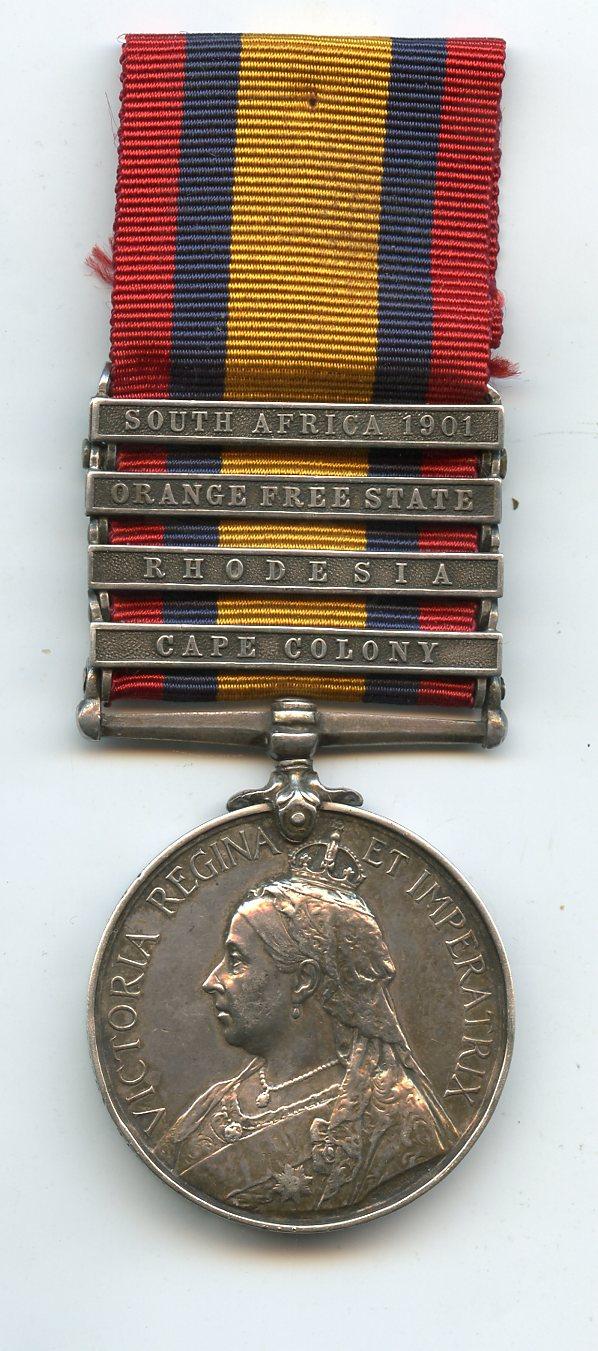 SOUTH AFRICA 1901
ORANGE FREE STATE
RHODESIA
CAPE COLONY
VICTORIA REGINA ET IMPERATRIX